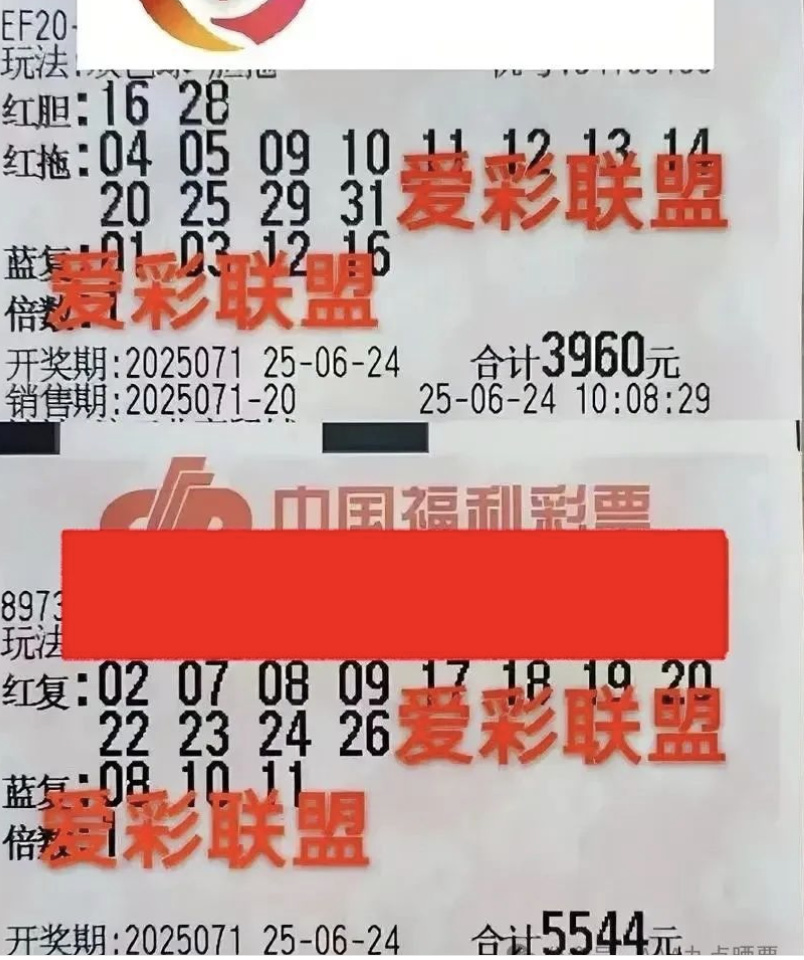 EF20-
玩法:双色球 胆拖
红胆:16 28
红拖:04 05 09 10 11 12 13 14
20 25 29 31
爱彩联盟
蓝复:01 03 12 16
爱彩联盟
倍数:1
开奖期:2025071 25-06-24 合计3960元
销售期:2025071-20 25-06-24 10:08:29
中国福利彩票
8973
玩法
红复:02 07 08 09 17 18 19 20
22 23 24 26
爱彩联盟
蓝复:08 10 11
爱彩联盟
倍数:1
开奖期:2025071 25-06-24 合计5544元